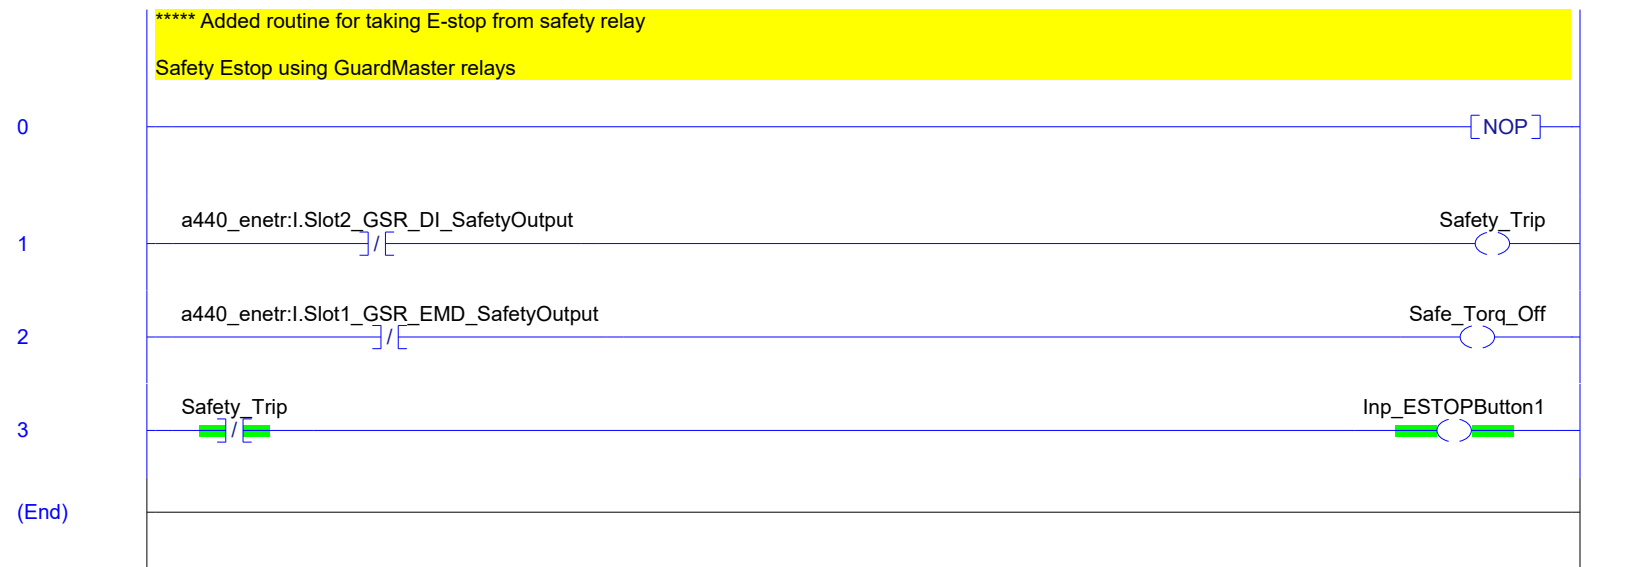 ***** Added routine for taking E-stop from safety relay
Safety Estop using GuardMaster relays
0
NOP
a440_enetr:I.Slot2_GSR_DI_SafetyOutput
Safety_Trip
1
/
a440_enetr:I.Slot1_GSR_EMD_SafetyOutput
Safe_Torq_Off
2
/
Safety_Trip
Inp_ESTOPButton1
3
/
(End)